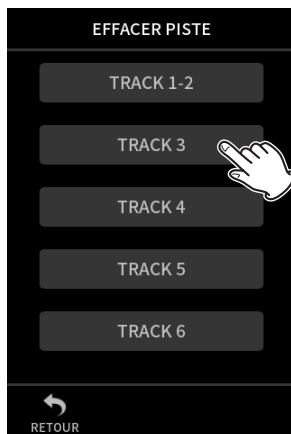 EFFACER PISTE
TRACK 1-2
TRACK 3
TRACK 4
TRACK 5
TRACK 6
RETOUR